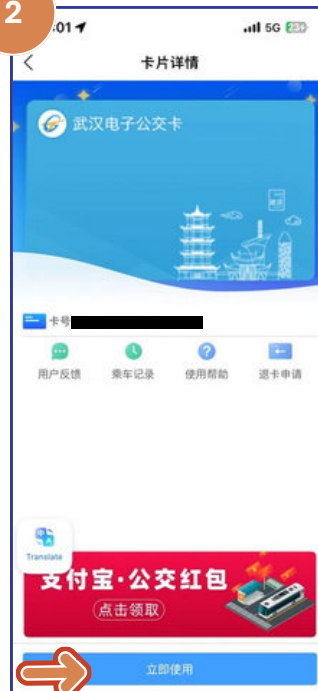 2
:01
5G
卡片详情
武汉电子公交卡
卡号
用户反馈 乘车记录 使用帮助 退卡申请
Translate
支付宝·公交红包
点击领取
立即使用